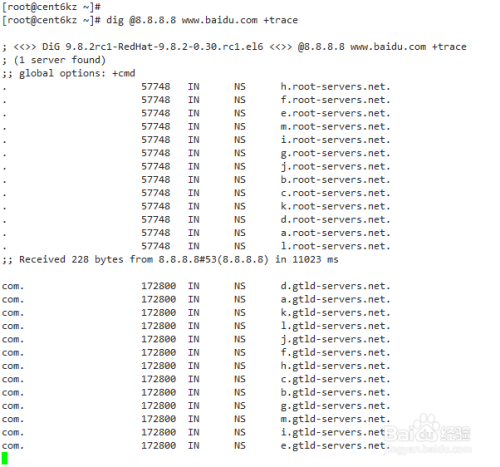 [root@cent6kz ~]#
[root@cent6kz ~]# dig @8.8.8.8 www.baidu.com +trace
; <<>> DiG 9.8.2rc1-RedHat-9.8.2-0.30.rc1.el6 <<>> @8.8.8.8 www.baidu.com +trace
; (1 server found)
;; global options: +cmd
. 57748 IN NS h.root-servers.net.
. 57748 IN NS f.root-servers.net.
. 57748 IN NS e.root-servers.net.
. 57748 IN NS m.root-servers.net.
. 57748 IN NS i.root-servers.net.
. 57748 IN NS g.root-servers.net.
. 57748 IN NS j.root-servers.net.
. 57748 IN NS b.root-servers.net.
. 57748 IN NS c.root-servers.net.
. 57748 IN NS k.root-servers.net.
. 57748 IN NS d.root-servers.net.
. 57748 IN NS a.root-servers.net.
. 57748 IN NS l.root-servers.net.
;; Received 228 bytes from 8.8.8.8#53(8.8.8.8) in 11023 ms
com. 172800 IN NS d.gtld-servers.net.
com. 172800 IN NS a.gtld-servers.net.
com. 172800 IN NS k.gtld-servers.net.
com. 172800 IN NS l.gtld-servers.net.
com. 172800 IN NS j.gtld-servers.net.
com. 172800 IN NS f.gtld-servers.net.
com. 172800 IN NS h.gtld-servers.net.
com. 172800 IN NS c.gtld-servers.net.
com. 172800 IN NS b.gtld-servers.net.
com. 172800 IN NS g.gtld-servers.net.
com. 172800 IN NS m.gtld-servers.net.
com. 172800 IN NS i.gtld-servers.net.
com. 172800 IN NS e.gtld-servers.net.
Baidu 经验
jingyan.baidu.com